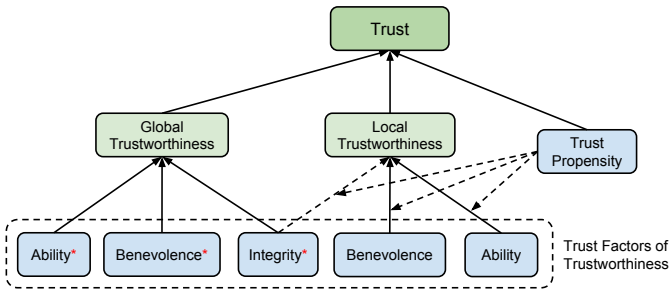 Trust
Global
Trustworthiness
Local
Trustworthiness
Trust
Propensity
Ability*
Benevolence*
Integrity*
Benevolence
Ability
Trust Factors of
Trustworthiness